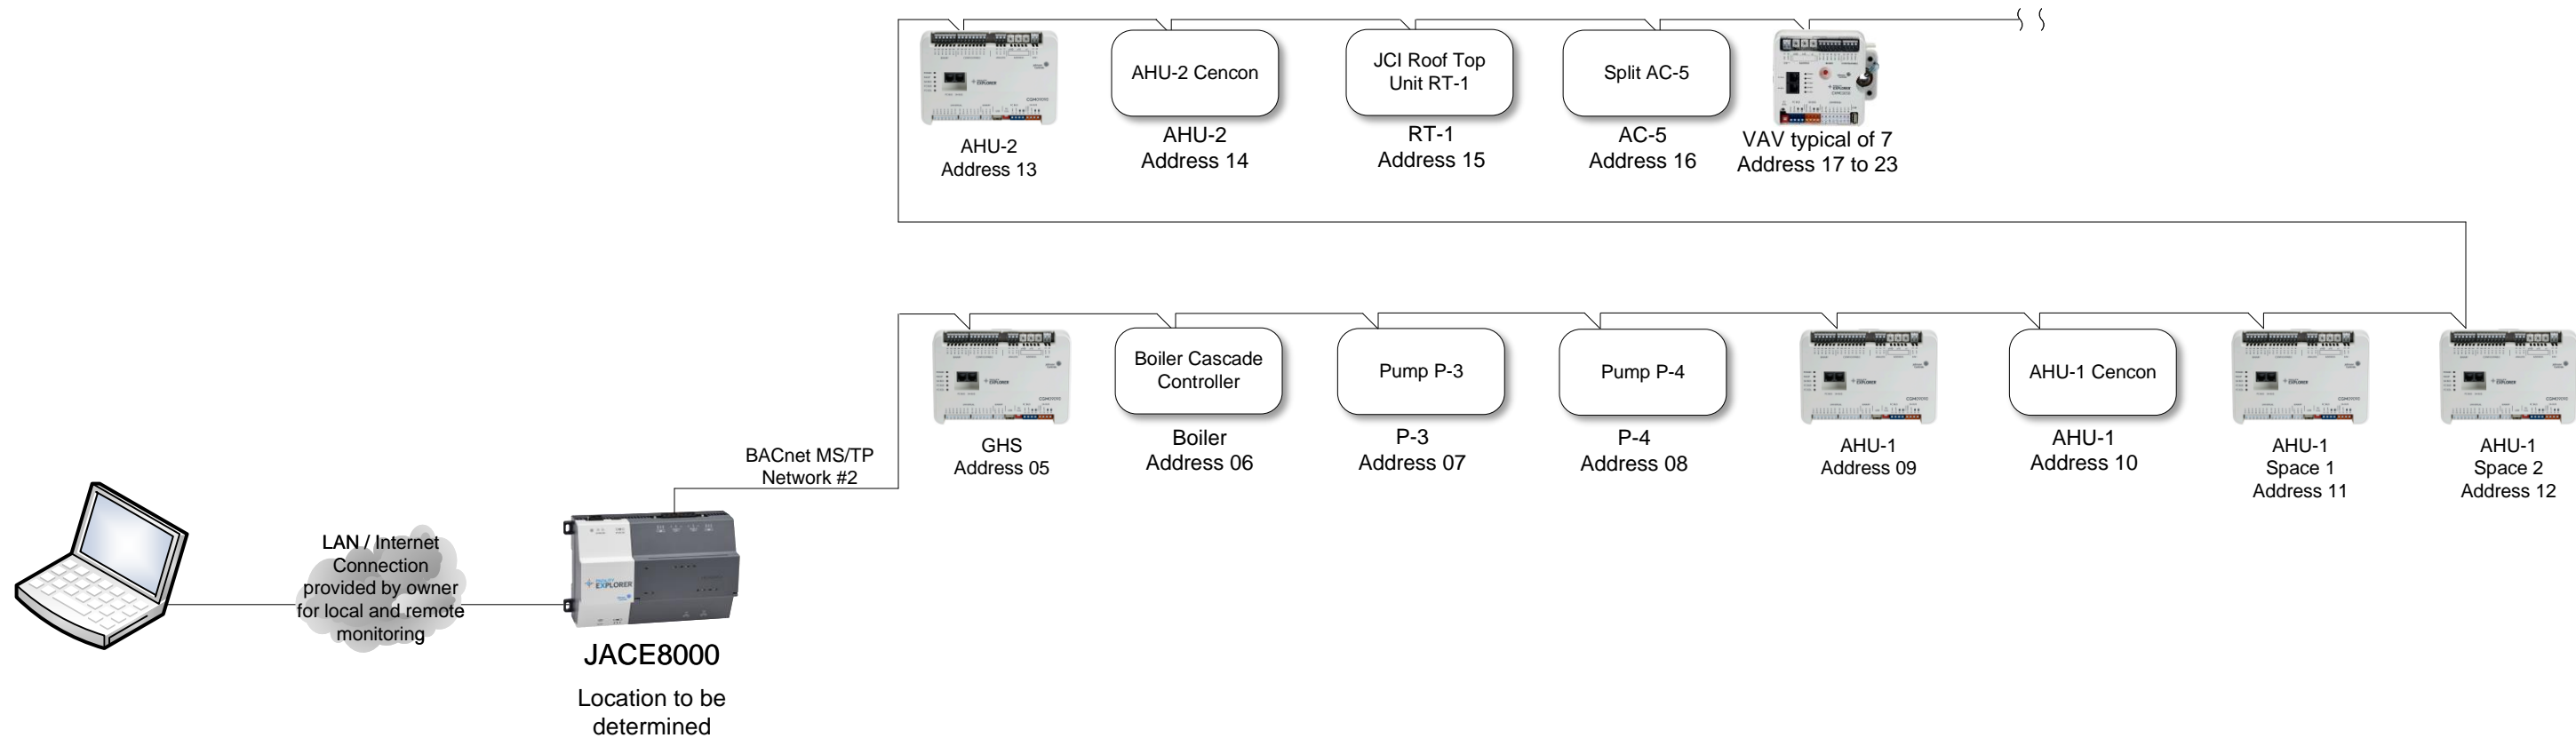 AHU-2 Cencon
JCI Roof Top
Unit RT-1
Split AC-5
AHU-2
Address 13
AHU-2
Address 14
RT-1
Address 15
AC-5
Address 16
VAV typical of 7
Address 17 to 23
Boiler Cascade
Controller
Pump P-3
Pump P-4
AHU-1 Cencon
GHS
Address 05
Boiler
Address 06
P-3
Address 07
P-4
Address 08
AHU-1
Address 09
AHU-1
Address 10
AHU-1
Space 1
Address 11
AHU-1
Space 2
Address 12
BACnet MS/TP
Network #2
LAN / Internet
Connection
provided by owner
for local and remote
monitoring
EXPLORER
JACE8000
Location to be
determined